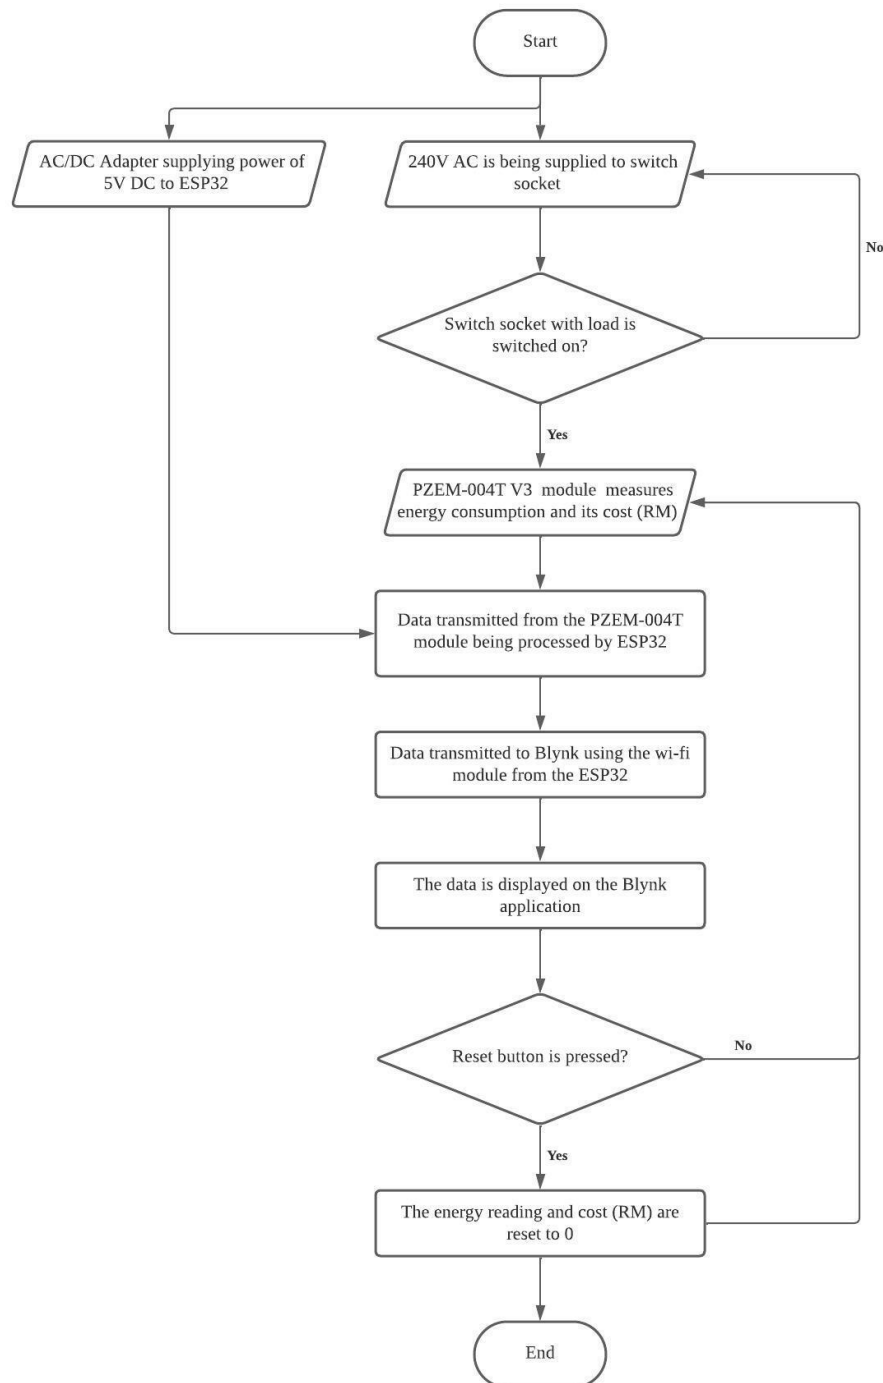 Start
AC/DC Adapter supplying power of
5V DC to ESP32
240V AC is being supplied to switch
socket
No
Switch socket with load is
switched on?
Yes
PZEM-004T V3 module measures
energy consumption and its cost (RM)
Data transmitted from the PZEM-004T
module being processed by ESP32
Data transmitted to Blynk using the wi-fi
module from the ESP32
The data is displayed on the Blynk
application
Reset button is pressed?
No
Yes
The energy reading and cost (RM) are
reset to 0
End